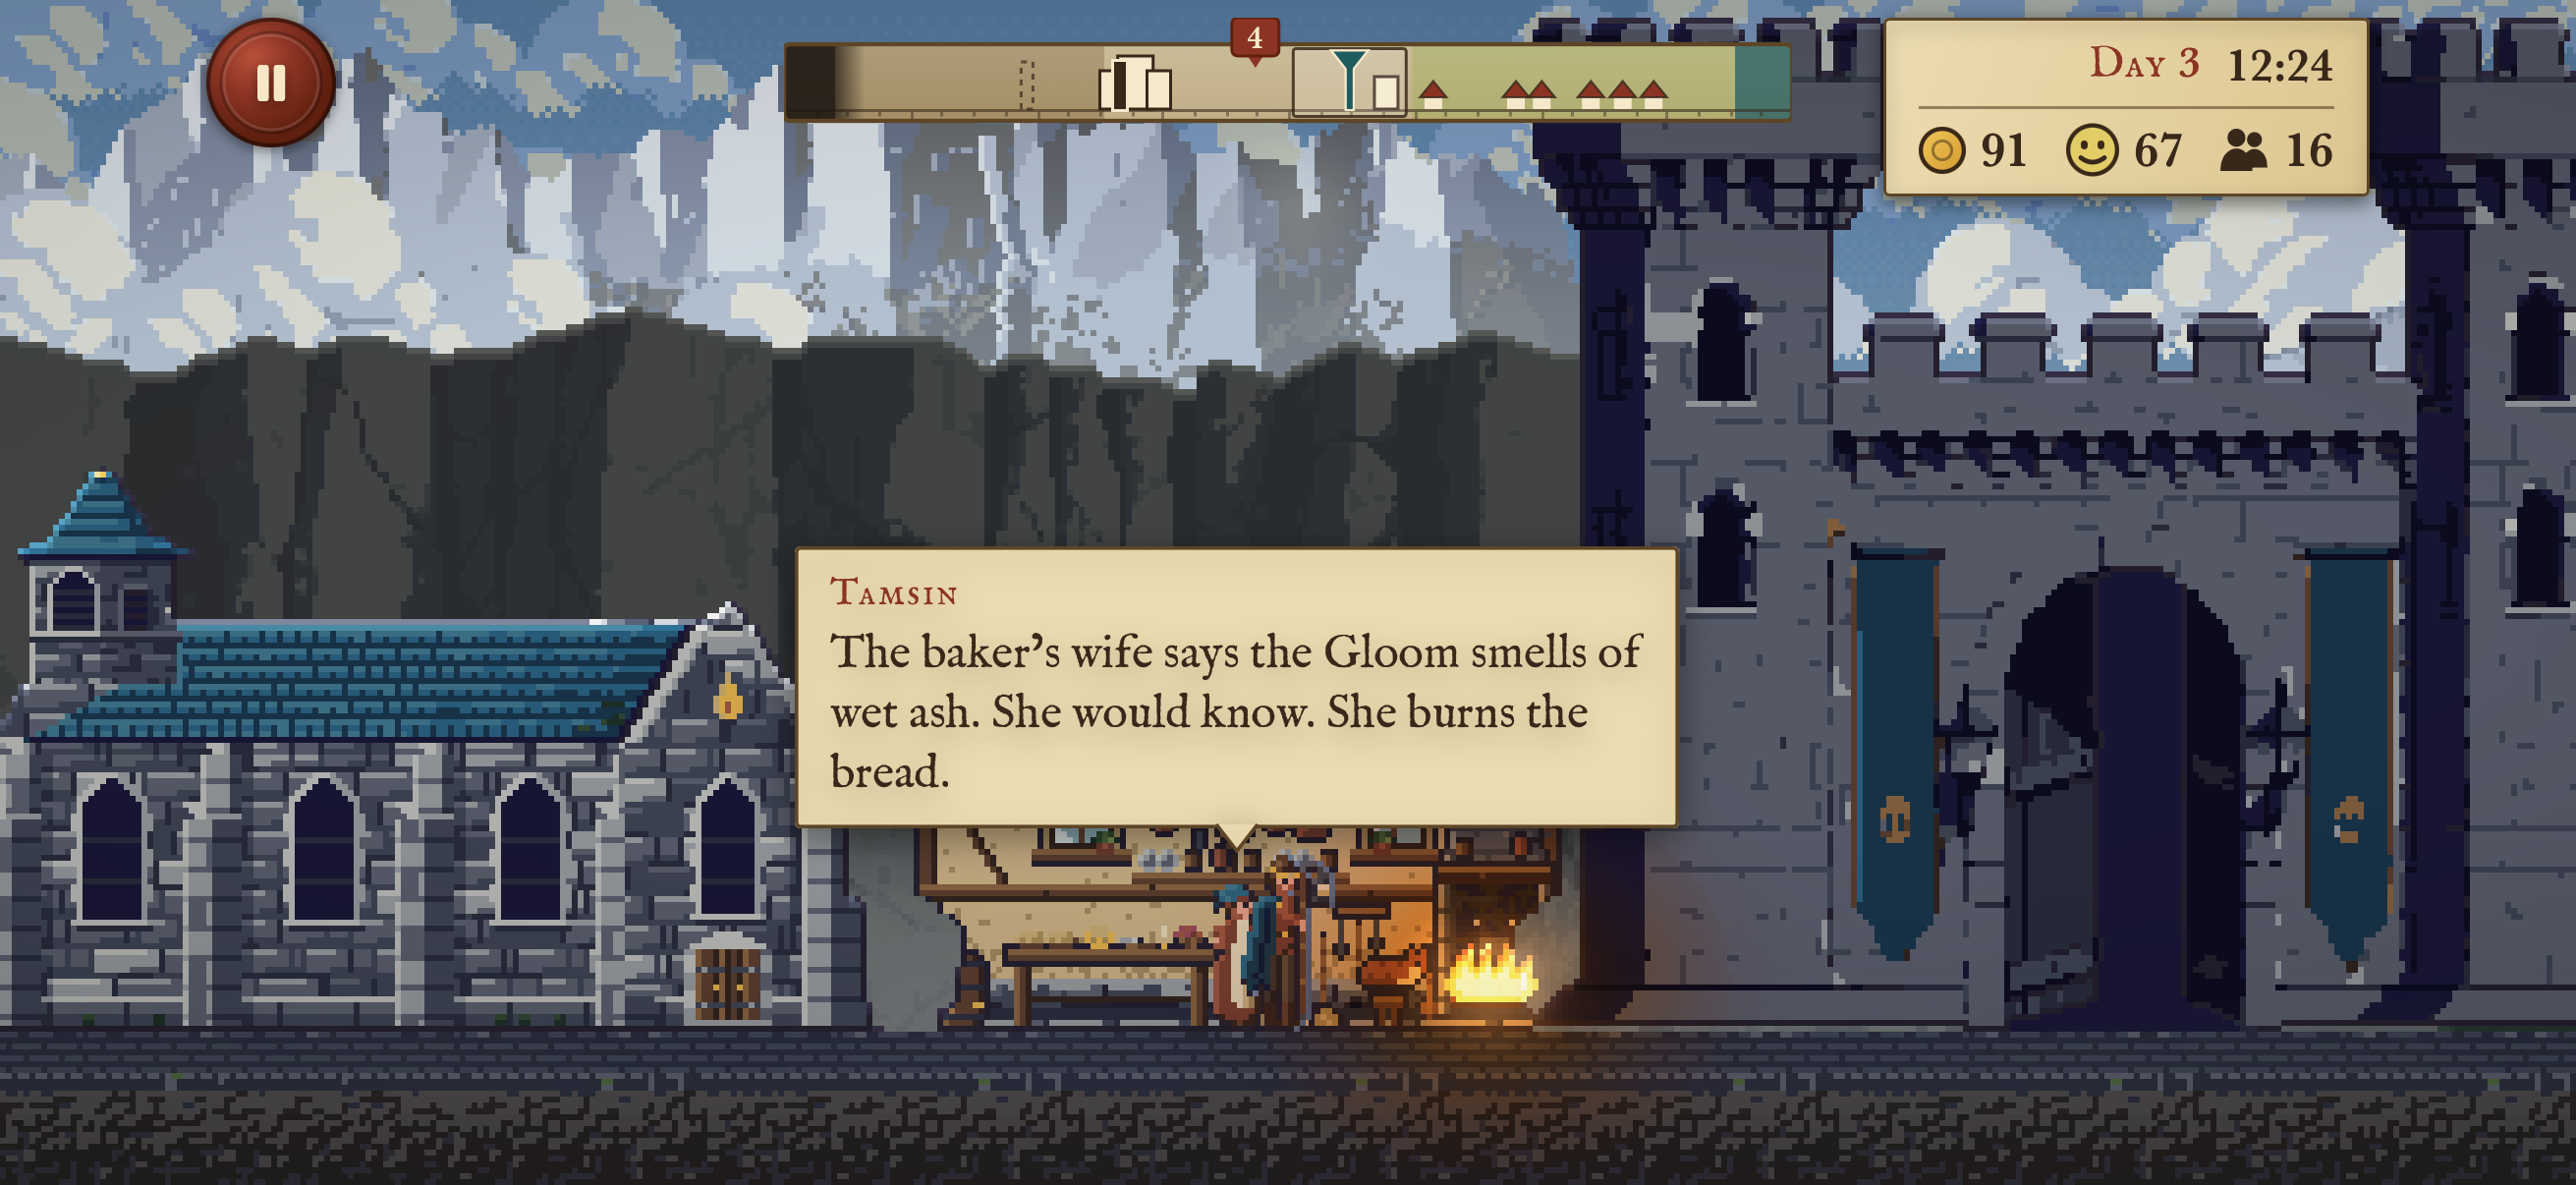 4
Day 3 12:24
91 67 16
Tamsin
The baker’s wife says the Gloom smells of
wet ash. She would know. She burns the
bread.